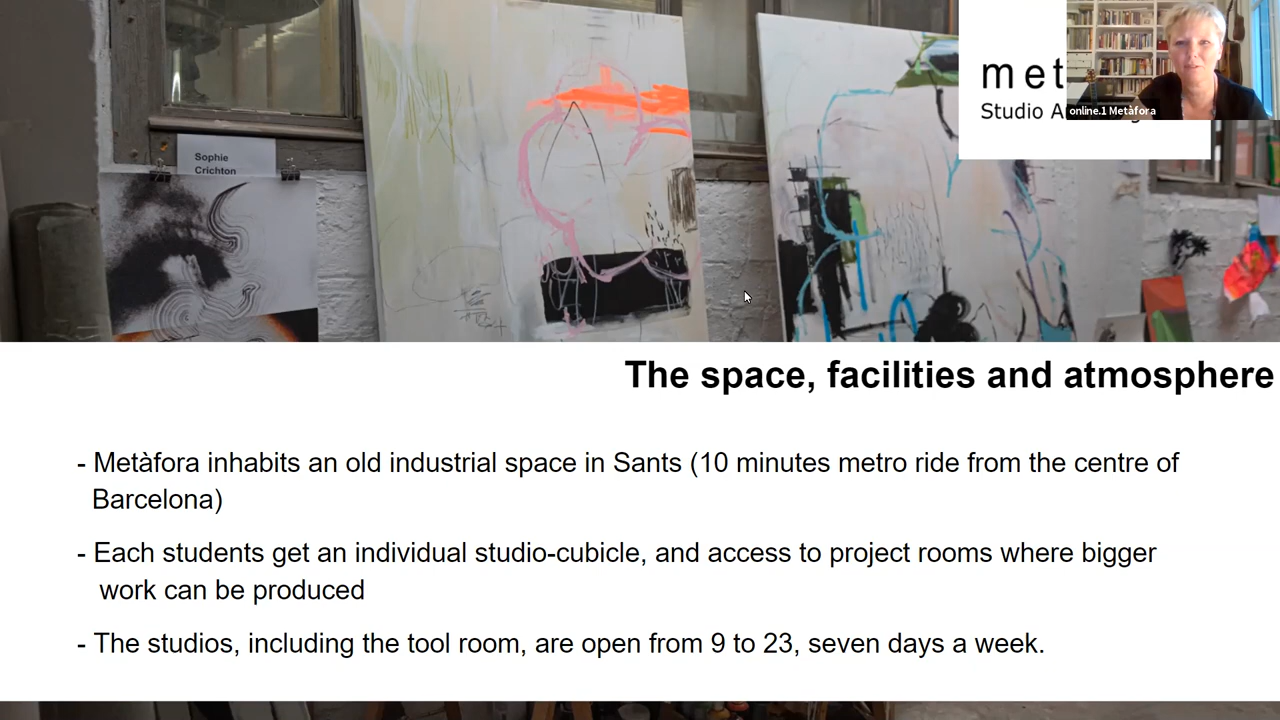 Sophie
Crichton
met
Studio A
online.1 Metàfora
The space, facilities and atmosphere
- Metàfora inhabits an old industrial space in Sants (10 minutes metro ride from the centre of
Barcelona)
- Each students get an individual studio-cubicle, and access to project rooms where bigger
work can be produced
- The studios, including the tool room, are open from 9 to 23, seven days a week.